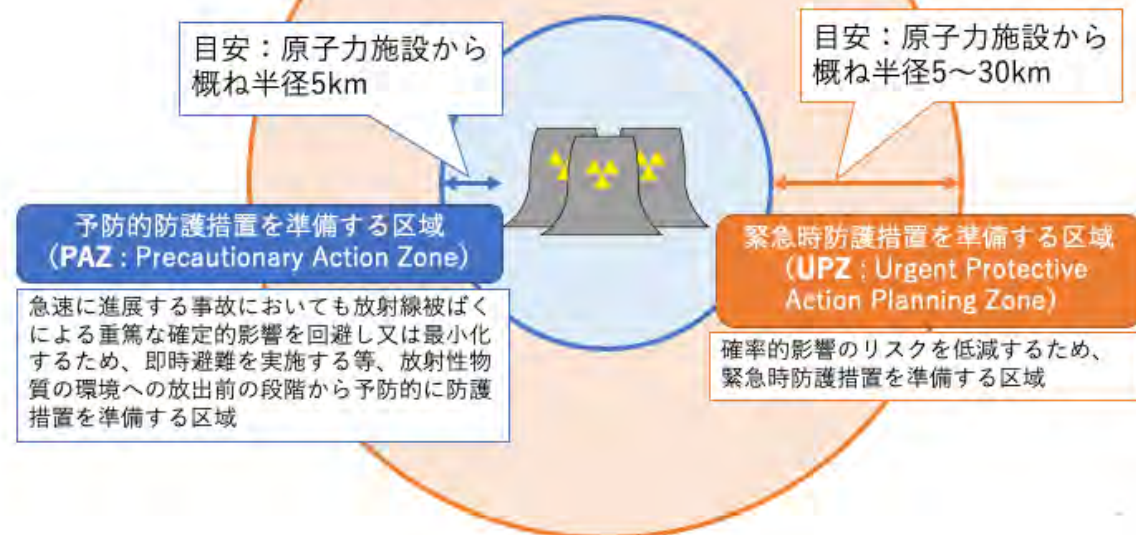 目安：原子力施設から
概ね半径5km
目安：原子力施設から
概ね半径5～30km
予防的防護措置を準備する区域
（PAZ : Precautionary Action Zone）
急速に進展する事故においても放射線被ばく
による重篤な確定的影響を回避し又は最小化
するため、即時避難を実施する等、放射性物
質の環境への放出前の段階から予防的に防護
措置を準備する区域
緊急時防護措置を準備する区域
（UPZ : Urgent Protective
Action Planning Zone）
確率的影響のリスクを低減するため、
緊急時防護措置を準備する区域